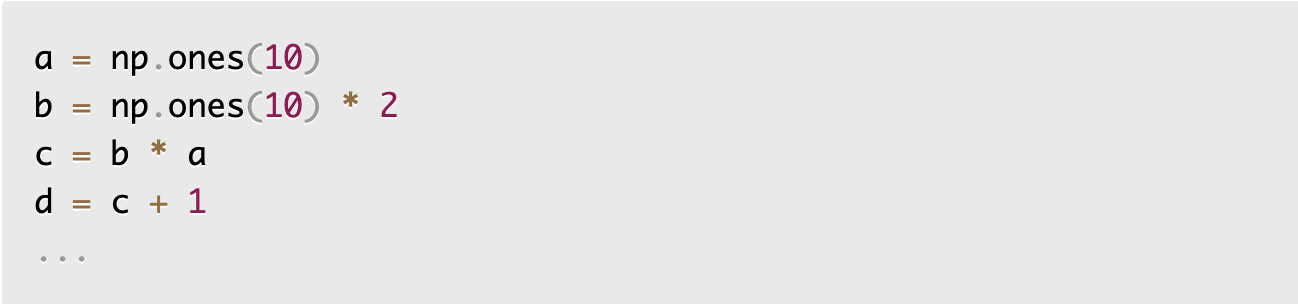 a = np.ones(10)
b = np.ones(10) * 2
c = b * a
d = c + 1
...